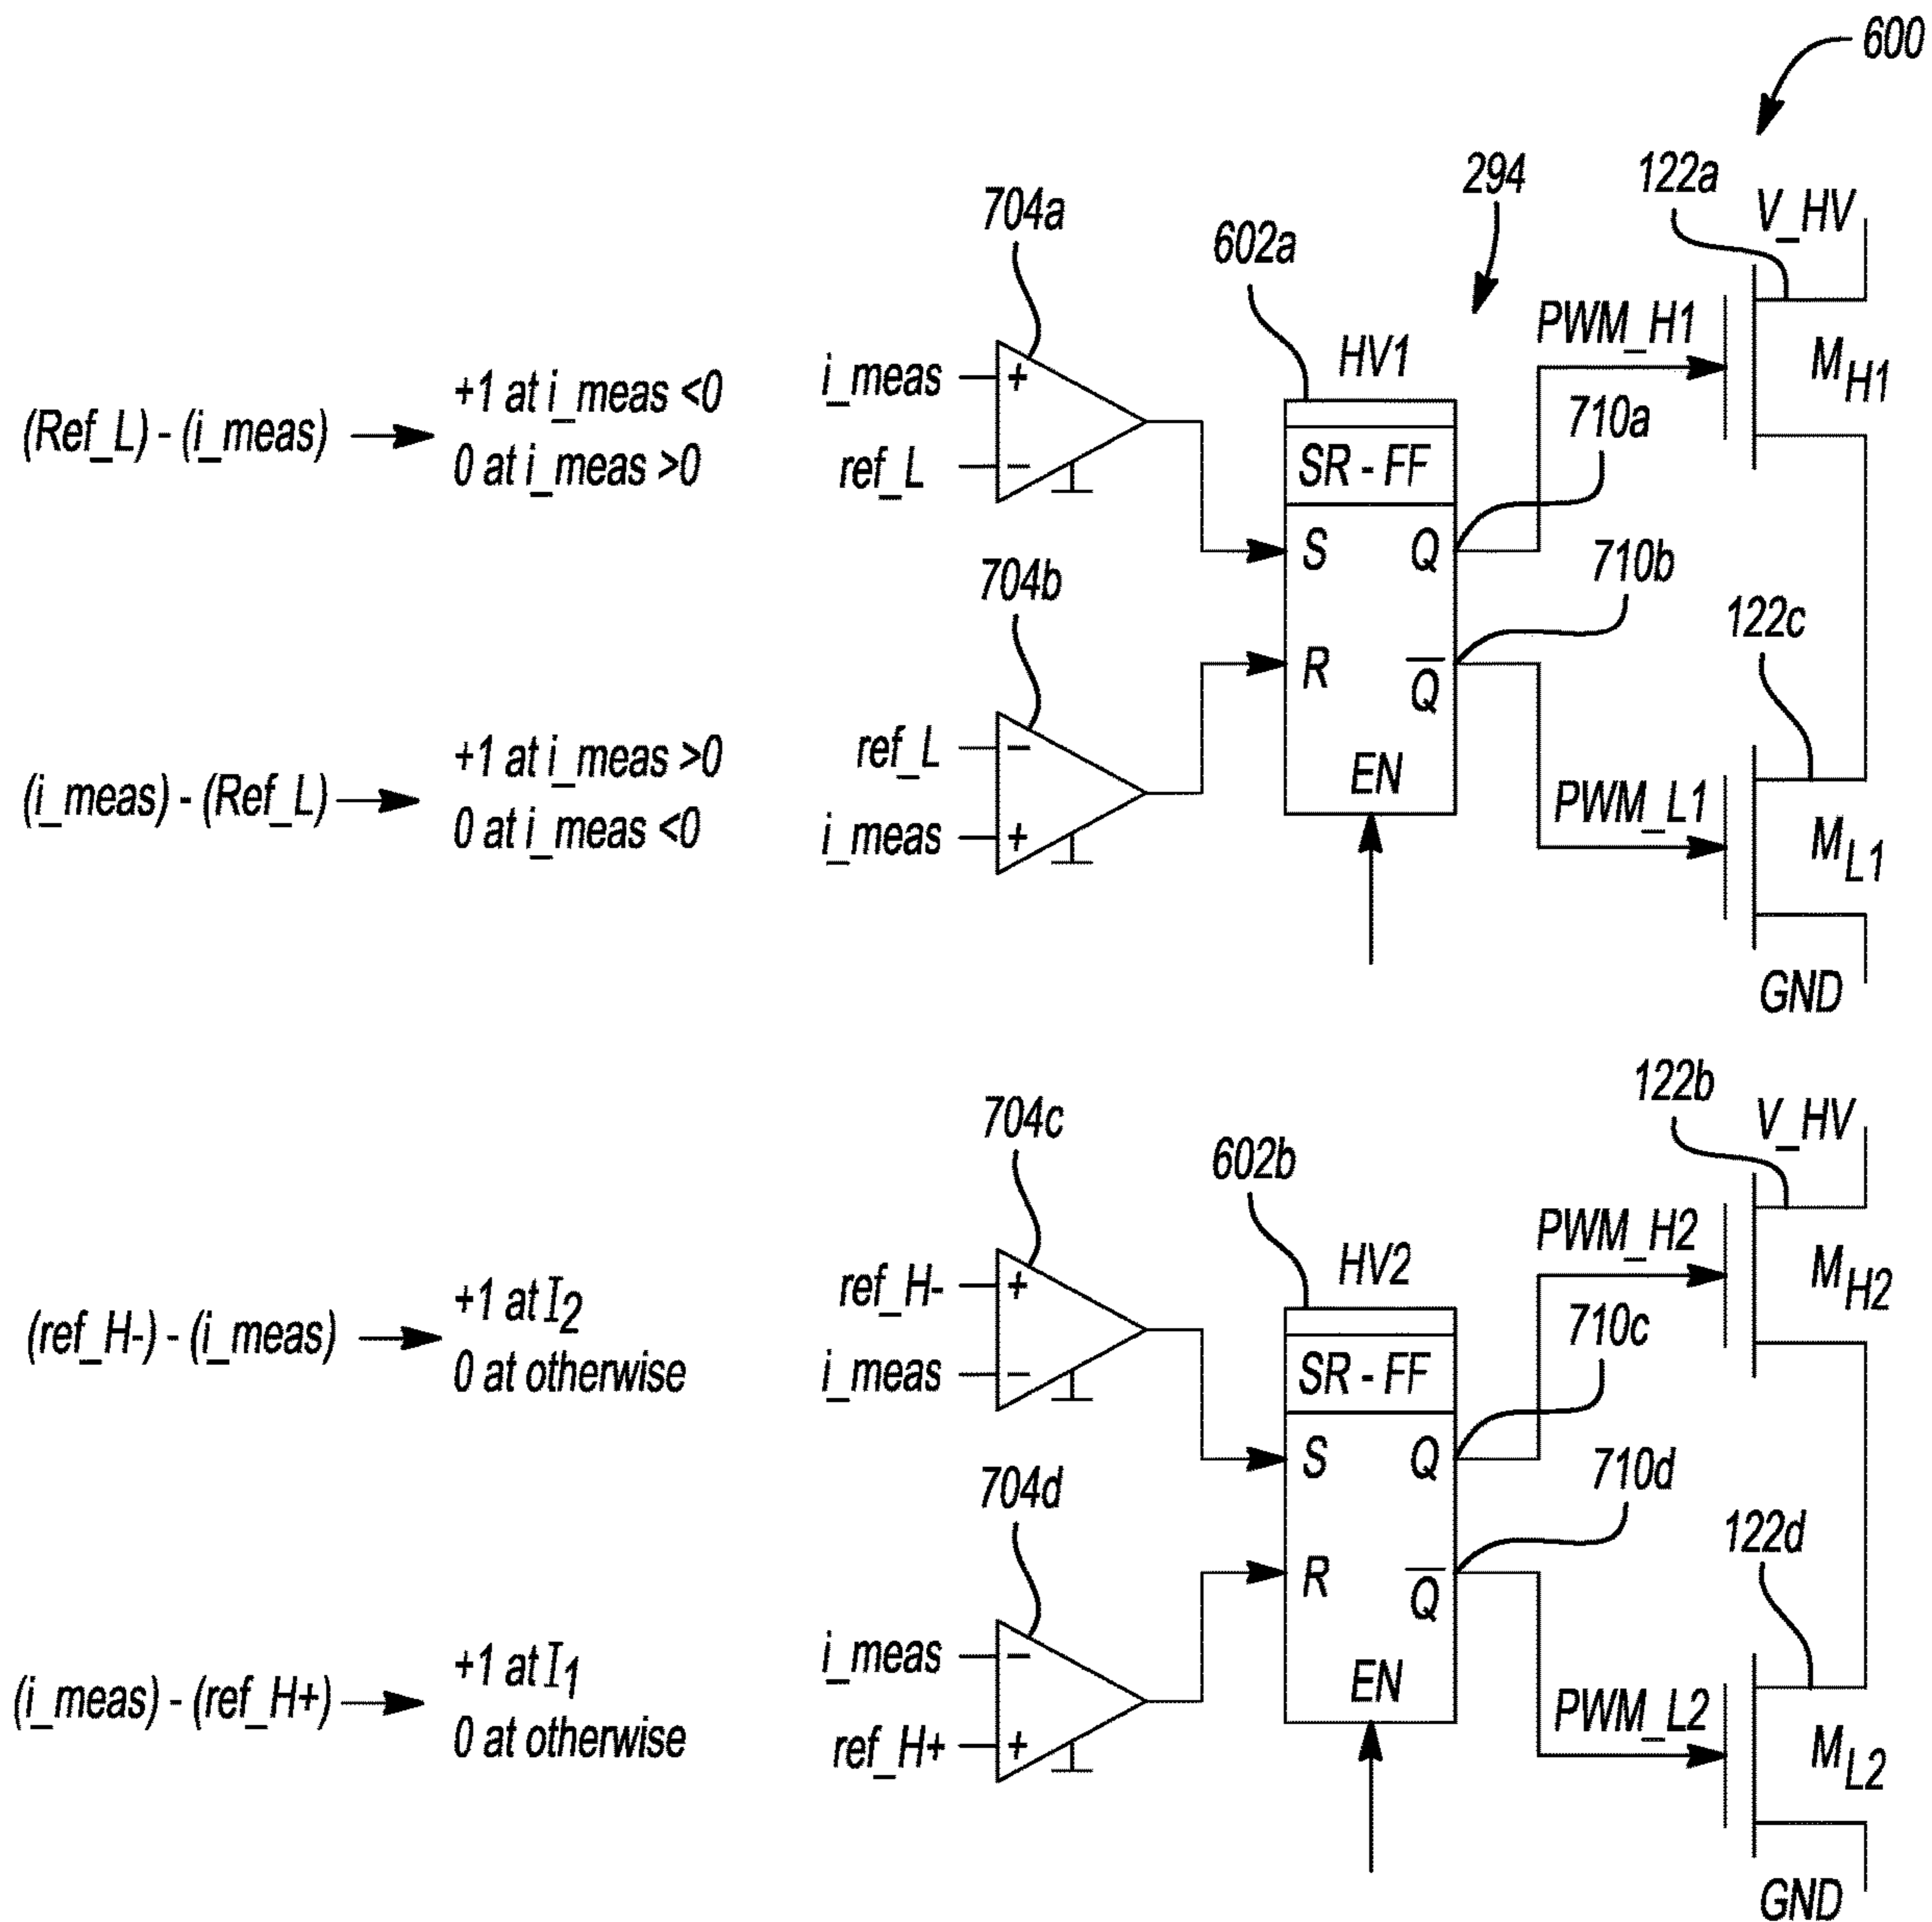 600
294
122a
V_HV
704a
602a
PWM_H1
M_H1
HV1
710a
(Ref_L) - (i_meas)
+1 at i_meas <0
0 at i_meas >0
i_meas
+
ref_L
−
SR - FF
S
Q
704b
710b
R
Q̅
122c
(i_meas) - (Ref_L)
+1 at i_meas >0
0 at i_meas <0
ref_L
−
i_meas
+
EN
PWM_L1
M_L1
GND
122b
V_HV
704c
602b
PWM_H2
M_H2
HV2
710c
(ref_H-) - (i_meas)
+1 at I2
0 at otherwise
ref_H-
+
i_meas
−
SR - FF
S
Q
704d
710d
R
Q̅
122d
(i_meas) - (ref_H+)
+1 at I1
0 at otherwise
i_meas
−
ref_H+
+
EN
PWM_L2
M_L2
GND